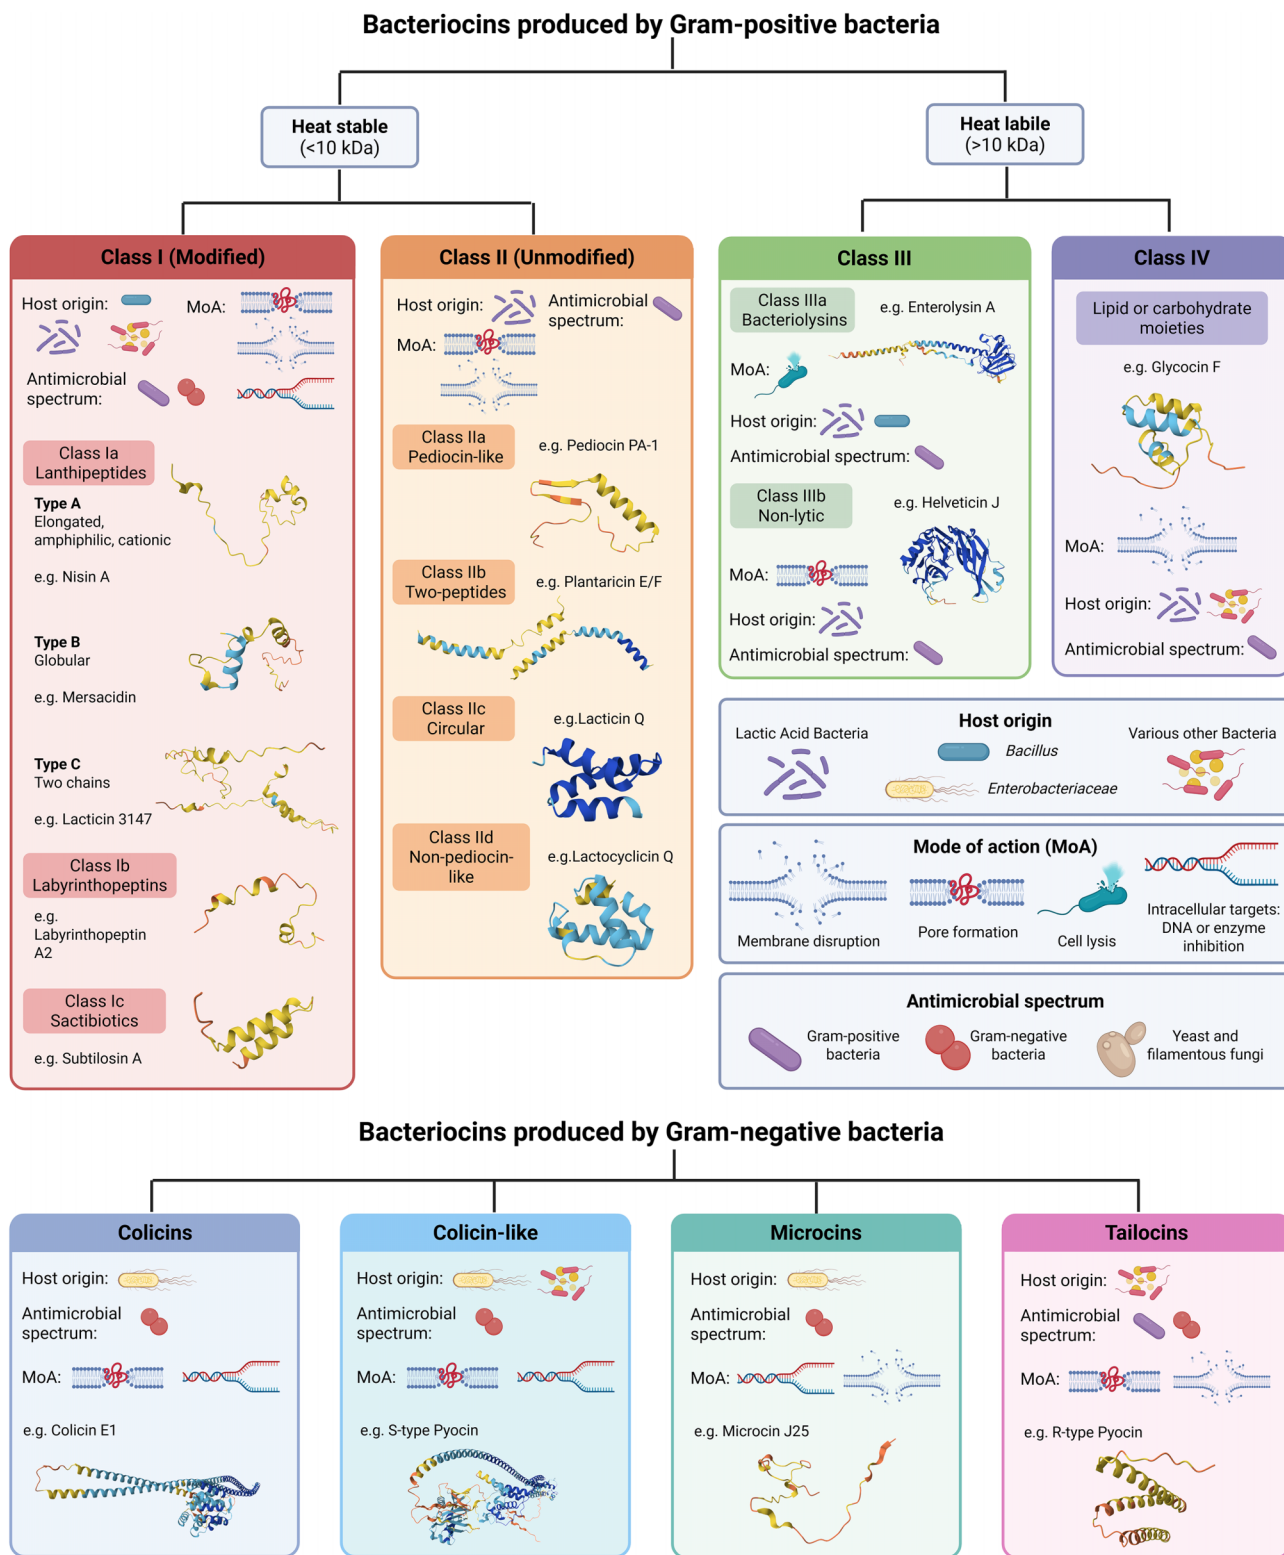 Bacteriocins produced by Gram-positive bacteria
Heat stable
(<10 kDa)
Heat labile
(>10 kDa)
Class I (Modified)
Host origin:
MoA:
Antimicrobial
spectrum:
Class Ia
Lanthipeptides
Type A
Elongated,
amphiphilic, cationic
e.g. Nisin A
Type B
Globular
e.g. Mersacidin
Type C
Two chains
e.g. Lacticin 3147
Class Ib
Labyrinthopeptins
e.g.
Labyrinthopeptin
A2
Class Ic
Sactibiotics
e.g. Subtilosin A
Class II (Unmodified)
Host origin:
Antimicrobial
spectrum:
MoA:
Class IIa
Pediocin-like
e.g. Pediocin PA-1
Class IIb
Two-peptides
e.g. Plantaricin E/F
Class IIc
Circular
e.g.Lacticin Q
Class IId
Non-pediocin-
like
e.g.Lactocyclicin Q
Class III
Class IIIa
Bacteriolysins
e.g. Enterolysin A
MoA:
Host origin:
Antimicrobial spectrum:
Class IIIb
Non-lytic
e.g. Helveticin J
MoA:
Host origin:
Antimicrobial spectrum:
Class IV
Lipid or carbohydrate
moieties
e.g. Glycocin F
MoA:
Host origin:
Antimicrobial spectrum:
Host origin
Lactic Acid Bacteria
Bacillus
Enterobacteriaceae
Various other Bacteria
Mode of action (MoA)
Membrane disruption
Pore formation
Cell lysis
Intracellular targets:
DNA or enzyme
inhibition
Antimicrobial spectrum
Gram-positive
bacteria
Gram-negative
bacteria
Yeast and
filamentous fungi
Bacteriocins produced by Gram-negative bacteria
Colicins
Host origin:
Antimicrobial
spectrum:
MoA:
e.g. Colicin E1
Colicin-like
Host origin:
Antimicrobial
spectrum:
MoA:
e.g. S-type Pyocin
Microcins
Host origin:
Antimicrobial
spectrum:
MoA:
e.g. Microcin J25
Tailocins
Host origin:
Antimicrobial
spectrum:
MoA:
e.g. R-type Pyocin